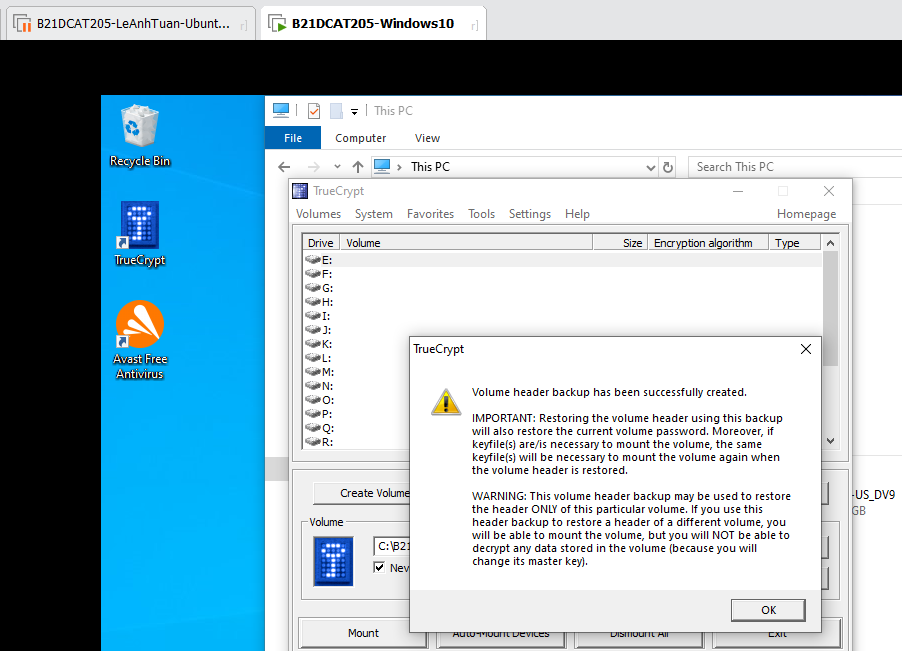 B21DCAT205-LeAnhTuan-Ubunt...
B21DCAT205-Windows10
Recycle Bin
TrueCrypt
Avast Free
Antivirus
This PC
File
Computer
View
This PC
Search This PC
TrueCrypt
Volumes
System
Favorites
Tools
Settings
Help
Homepage
Drive
Volume
Size
Encryption algorithm
Type
E:
F:
G:
H:
I:
J:
K:
L:
M:
N:
O:
P:
Q:
R:
TrueCrypt
Volume header backup has been successfully created.
IMPORTANT: Restoring the volume header using this backup
will also restore the current volume password. Moreover, if
keyfile(s) are/is necessary to mount the volume, the same
keyfile(s) will be necessary to mount the volume again when
the volume header is restored.
WARNING: This volume header backup may be used to restore
the header ONLY of this particular volume. If you use this
header backup to restore a header of a different volume, you
will be able to mount the volume, but you will NOT be able to
decrypt any data stored in the volume (because you will
change its master key).
OK
Create Volume
Volume
C:\B21
Nev
-US_DV9
GB
Mount
Auto-Mount Devices
Dismount All
Exit